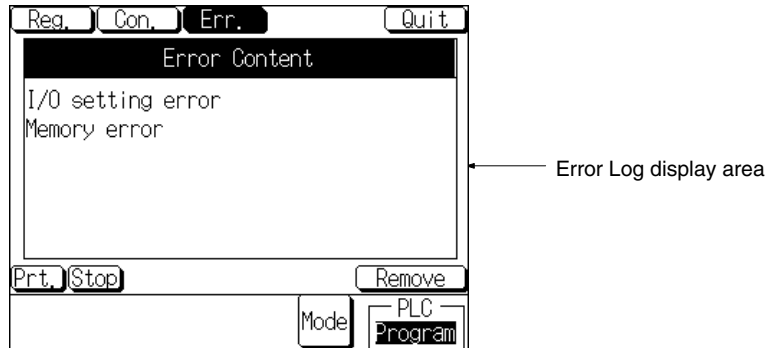 Reg. Con. Err. Quit
Error Content
I/O setting error
Memory error
Error Log display area
Prt. Stop Remove
Mode PLC
Program